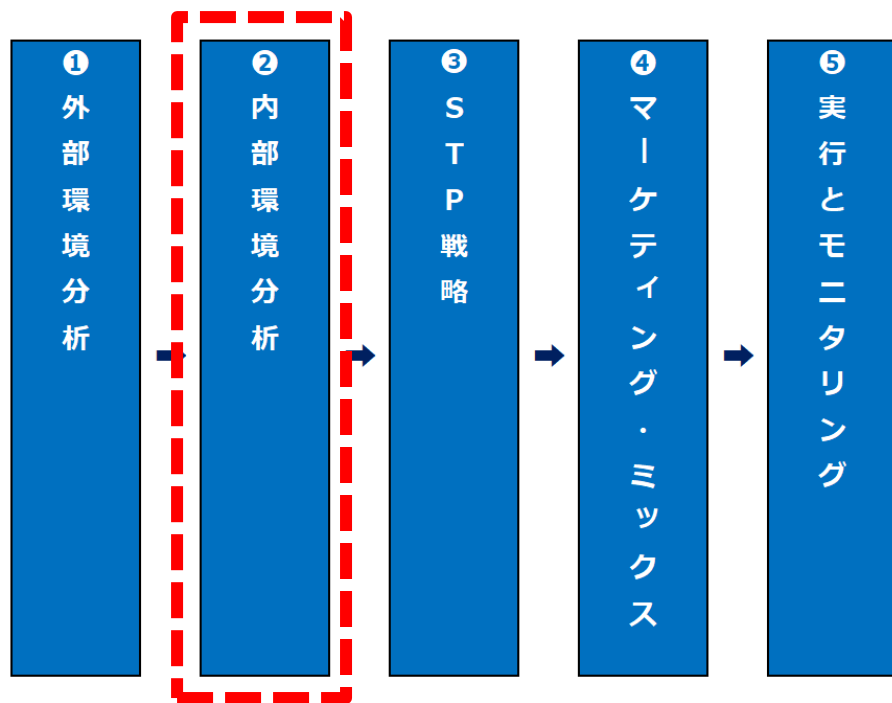 ❶外部環境分析
❷内部環境分析
❸STP戦略
❹マーケティング・ミックス
❺実行とモニタリング